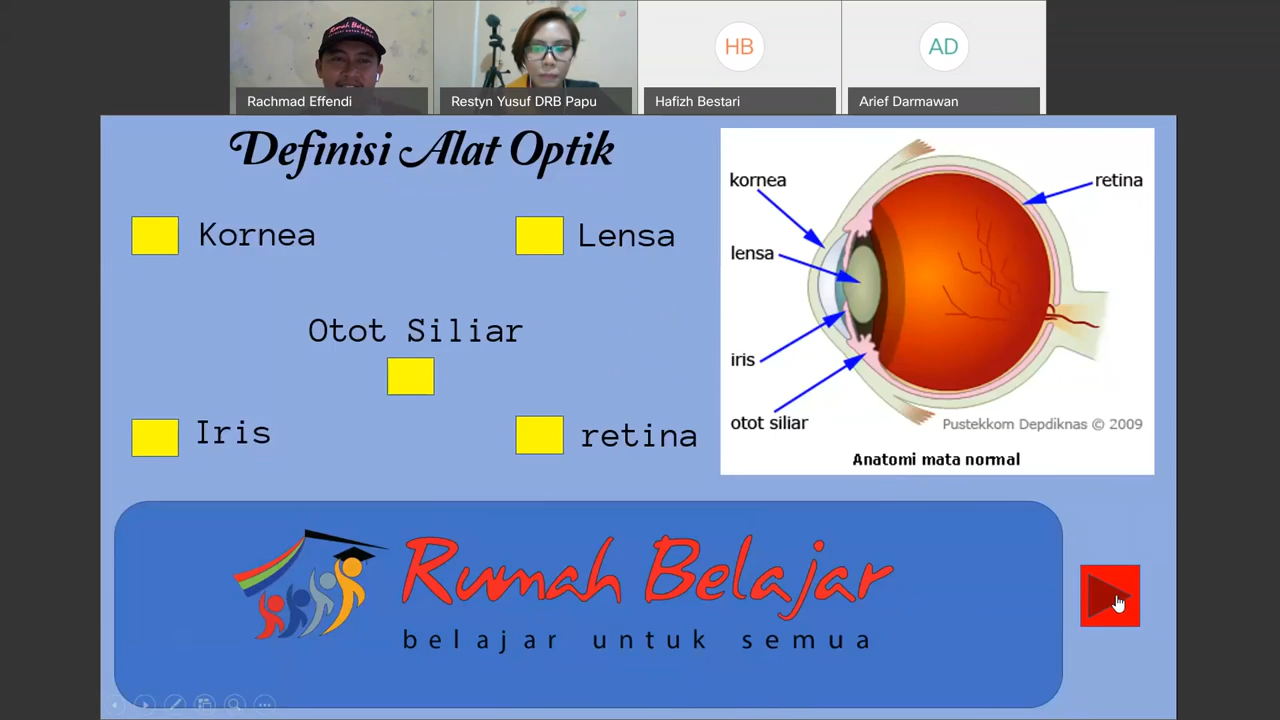 Rumah Belajar
HB
AD
Rachmad Effendi
Restyn Yusuf DRB Papu
Hafizh Bestari
Arief Darmawan
Definisi Alat Optik
Kornea
Lensa
Otot Siliar
Iris
retina
kornea
retina
lensa
iris
otot siliar
Pustekkom Depdiknas © 2009
Anatomi mata normal
Rumah Belajar
belajar untuk semua